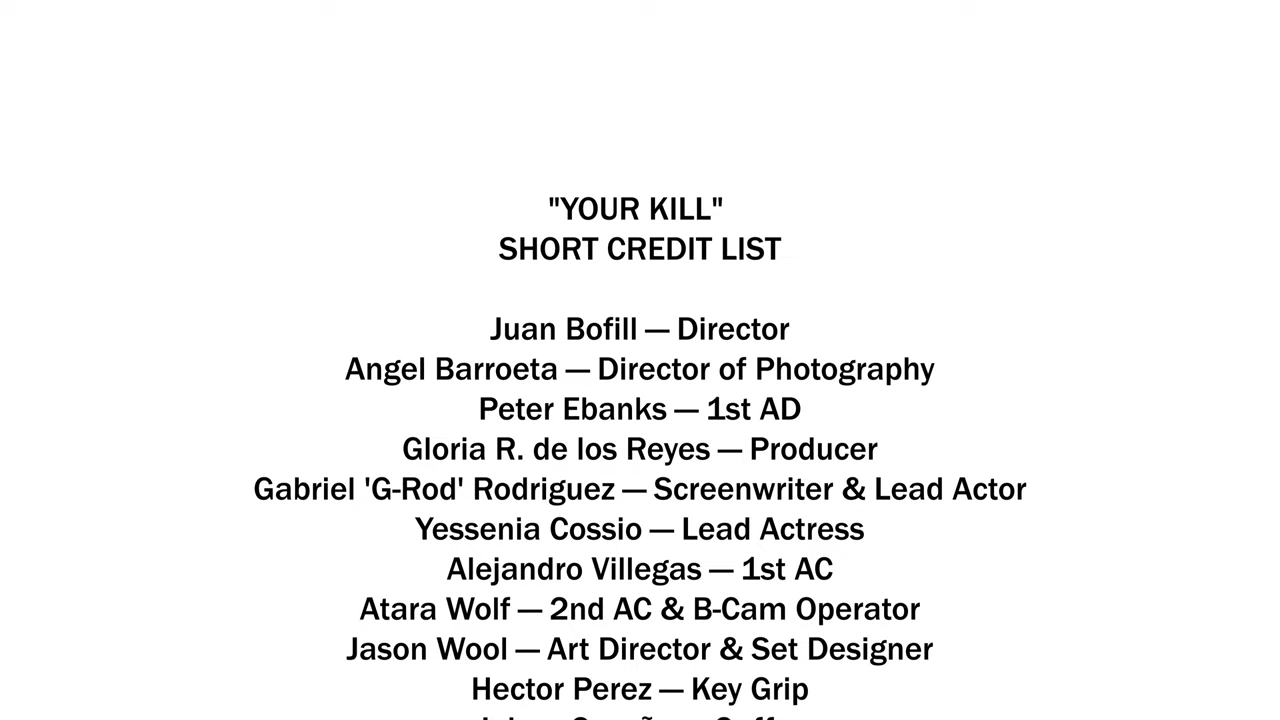 "YOUR KILL"
SHORT CREDIT LIST
Juan Bofill — Director
Angel Barroeta — Director of Photography
Peter Ebanks — 1st AD
Gloria R. de los Reyes — Producer
Gabriel 'G-Rod' Rodriguez — Screenwriter & Lead Actor
Yessenia Cossio — Lead Actress
Alejandro Villegas — 1st AC
Atara Wolf — 2nd AC & B-Cam Operator
Jason Wool — Art Director & Set Designer
Hector Perez — Key Grip